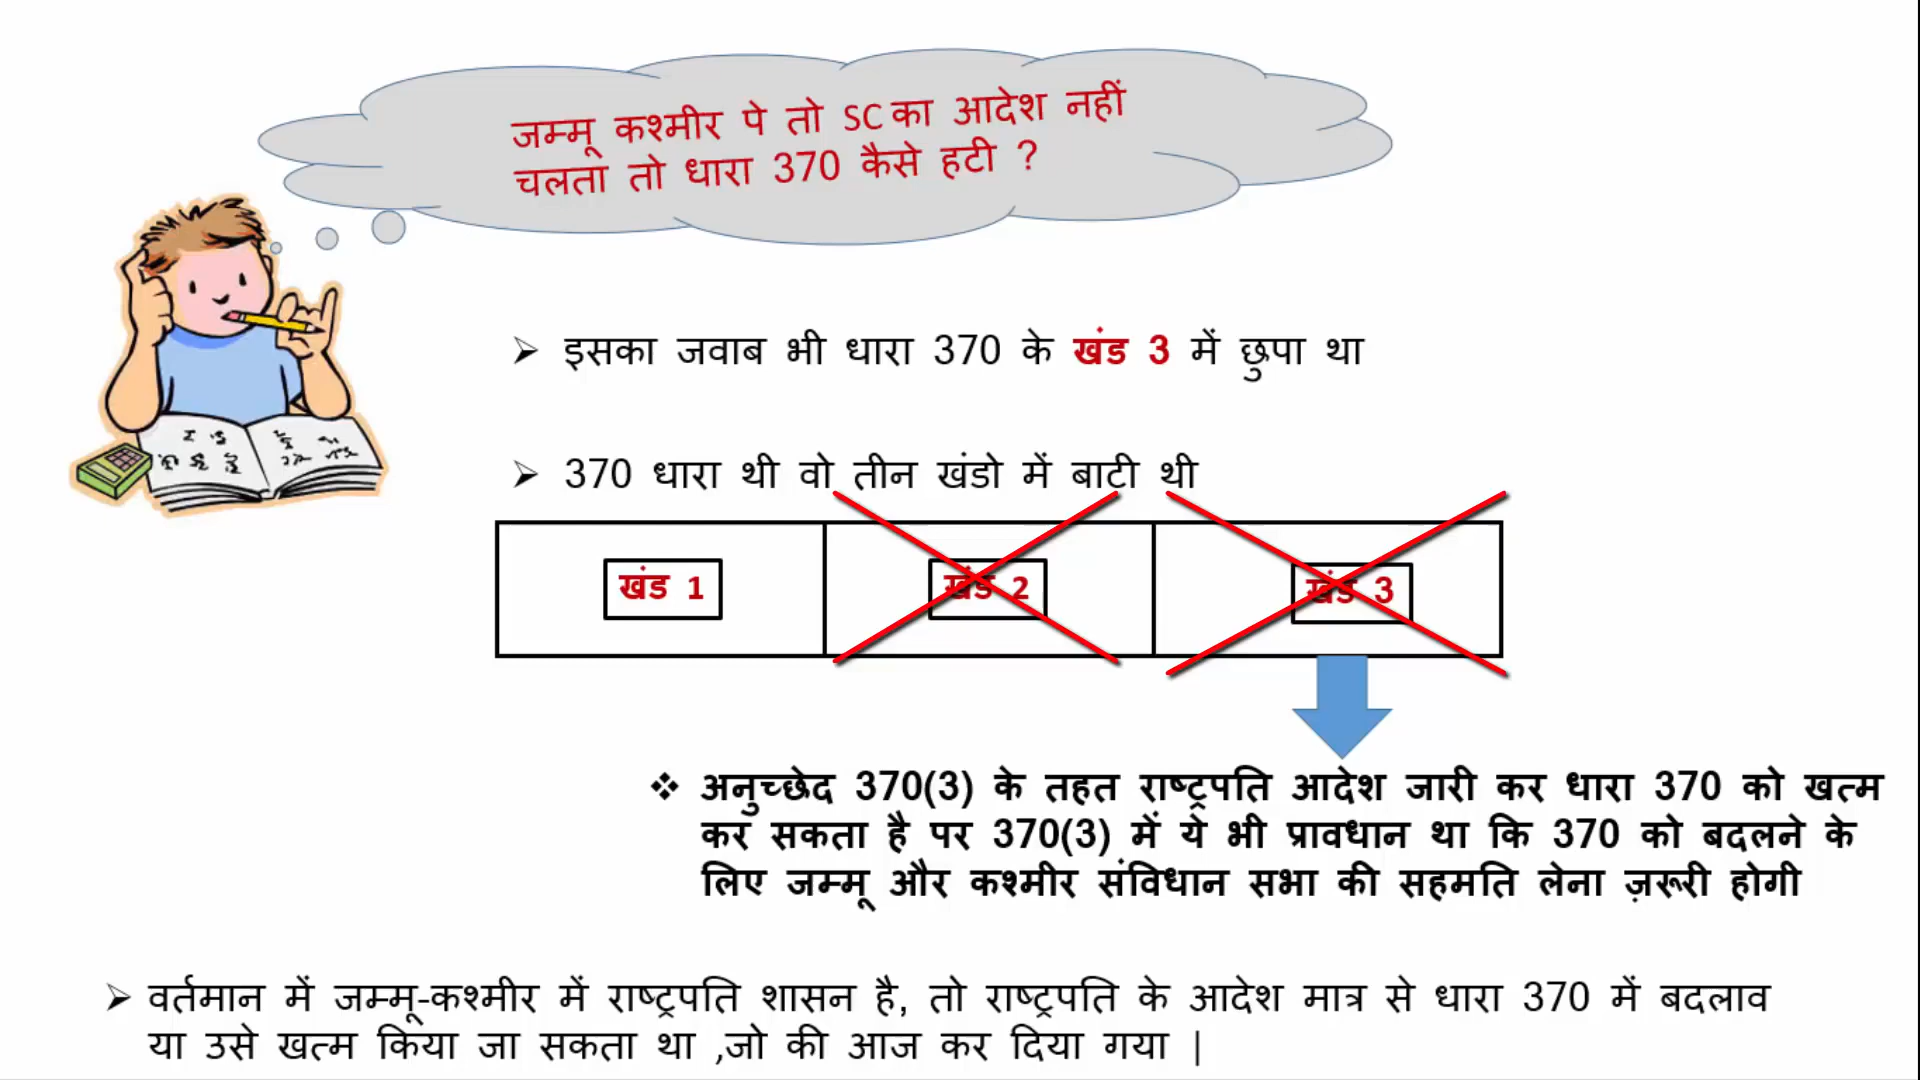 जम्मू कश्मीर पे तो SC का आदेश नहीं
चलता तो धारा 370 कैसे हटी ?
➢ इसका जवाब भी धारा 370 के खंड 3 में छुपा था
➢ 370 धारा थी वो तीन खंडो में बाटी थी
खंड 1 खंड 2 खंड 3
❖ अनुच्छेद 370(3) के तहत राष्ट्रपति आदेश जारी कर धारा 370 को खत्म
कर सकता है पर 370(3) में ये भी प्रावधान था कि 370 को बदलने के
लिए जम्मू और कश्मीर संविधान सभा की सहमति लेना ज़रूरी होगी
➢ वर्तमान में जम्मू-कश्मीर में राष्ट्रपति शासन है, तो राष्ट्रपति के आदेश मात्र से धारा 370 में बदलाव
या उसे खत्म किया जा सकता था ,जो की आज कर दिया गया |